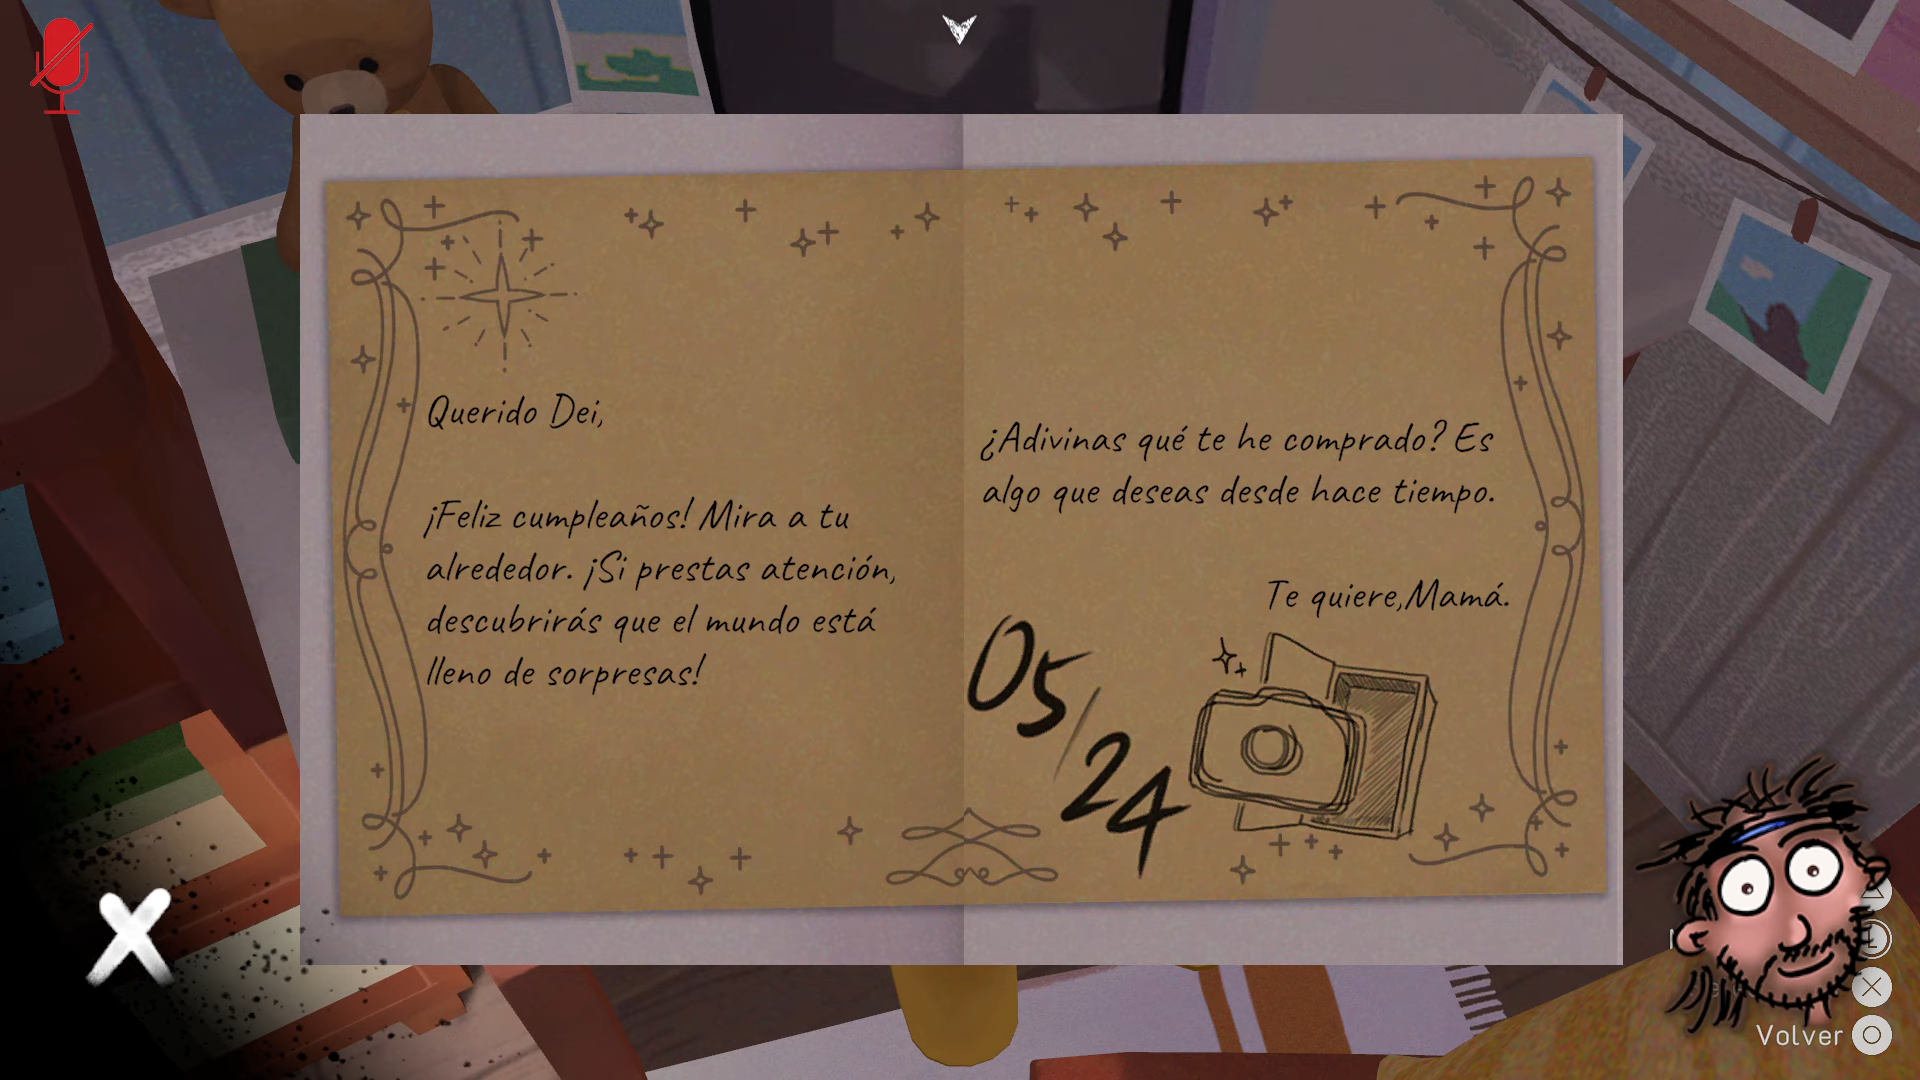 Querido Dei,
¡Feliz cumpleaños! Mira a tu
alrededor. ¡Si prestas atención,
descubrirás que el mundo está
lleno de sorpresas!
¿Adivinas qué te he comprado? Es
algo que deseas desde hace tiempo.
Te quiere,Mamá.
05/24
Volver